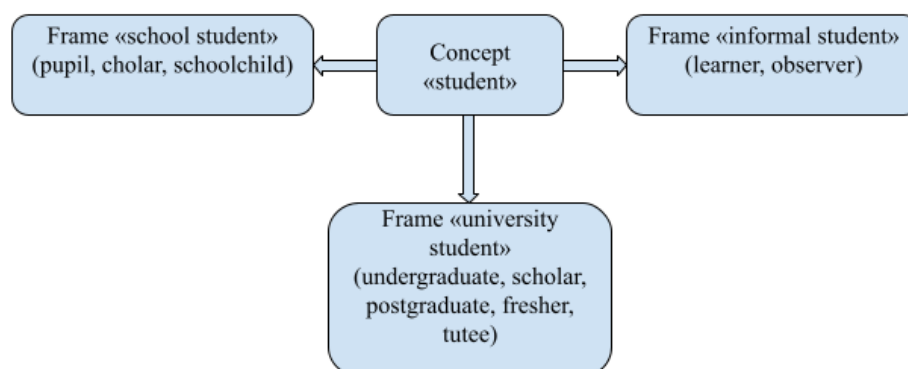 Frame «school student»
(pupil, cholar, schoolchild)
Concept
«student»
Frame «informal student»
(learner, observer)
Frame «university
student»
(undergraduate, scholar,
postgraduate, fresher,
tutee)